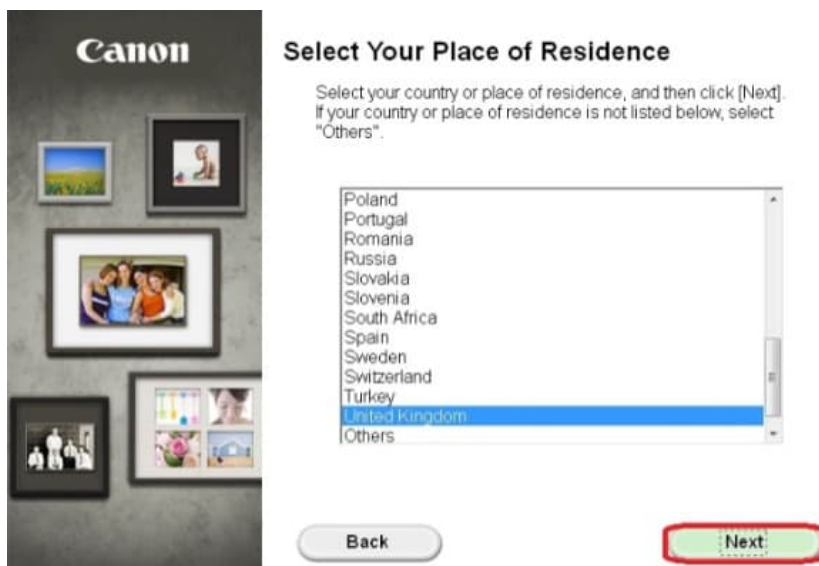 Canon
Select Your Place of Residence
Select your country or place of residence, and then click [Next].
If your country or place of residence is not listed below, select
"Others".
Poland
Portugal
Romania
Russia
Slovakia
Slovenia
South Africa
Spain
Sweden
Switzerland
Turkey
United Kingdom
Others
Back
Next